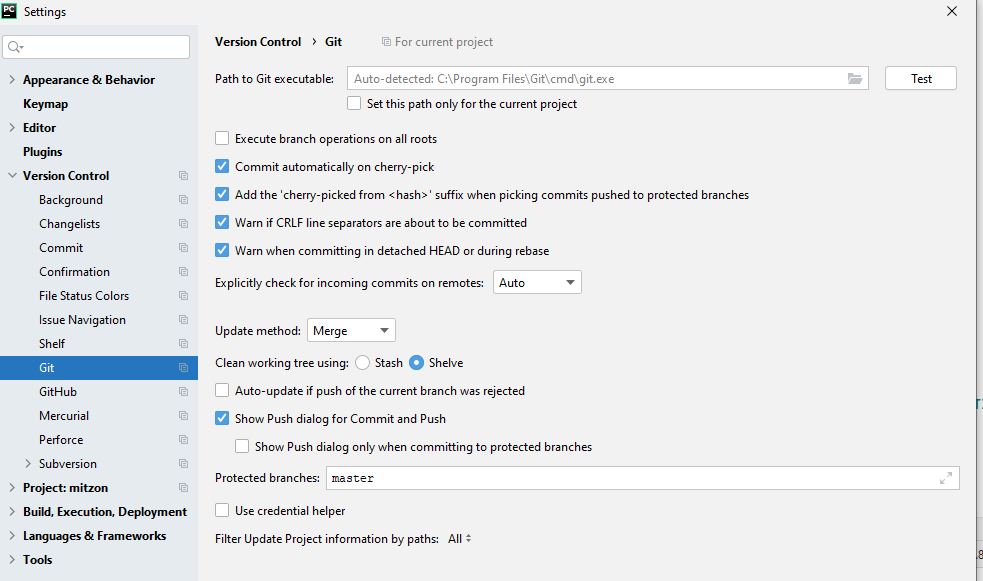 PC Settings
Version Control › Git For current project
Appearance & Behavior
Keymap
Editor
Plugins
Version Control
Background
Changelists
Commit
Confirmation
File Status Colors
Issue Navigation
Shelf
Git
GitHub
Mercurial
Perforce
Subversion
Project: mitzon
Build, Execution, Deployment
Languages & Frameworks
Tools
Path to Git executable: Auto-detected: C:\Program Files\Git\cmd\git.exe Test
Set this path only for the current project
Execute branch operations on all roots
Commit automatically on cherry-pick
Add the 'cherry-picked from <hash>' suffix when picking commits pushed to protected branches
Warn if CRLF line separators are about to be committed
Warn when committing in detached HEAD or during rebase
Explicitly check for incoming commits on remotes: Auto
Update method: Merge
Clean working tree using: Stash Shelve
Auto-update if push of the current branch was rejected
Show Push dialog for Commit and Push
Show Push dialog only when committing to protected branches
Protected branches: master
Use credential helper
Filter Update Project information by paths: All